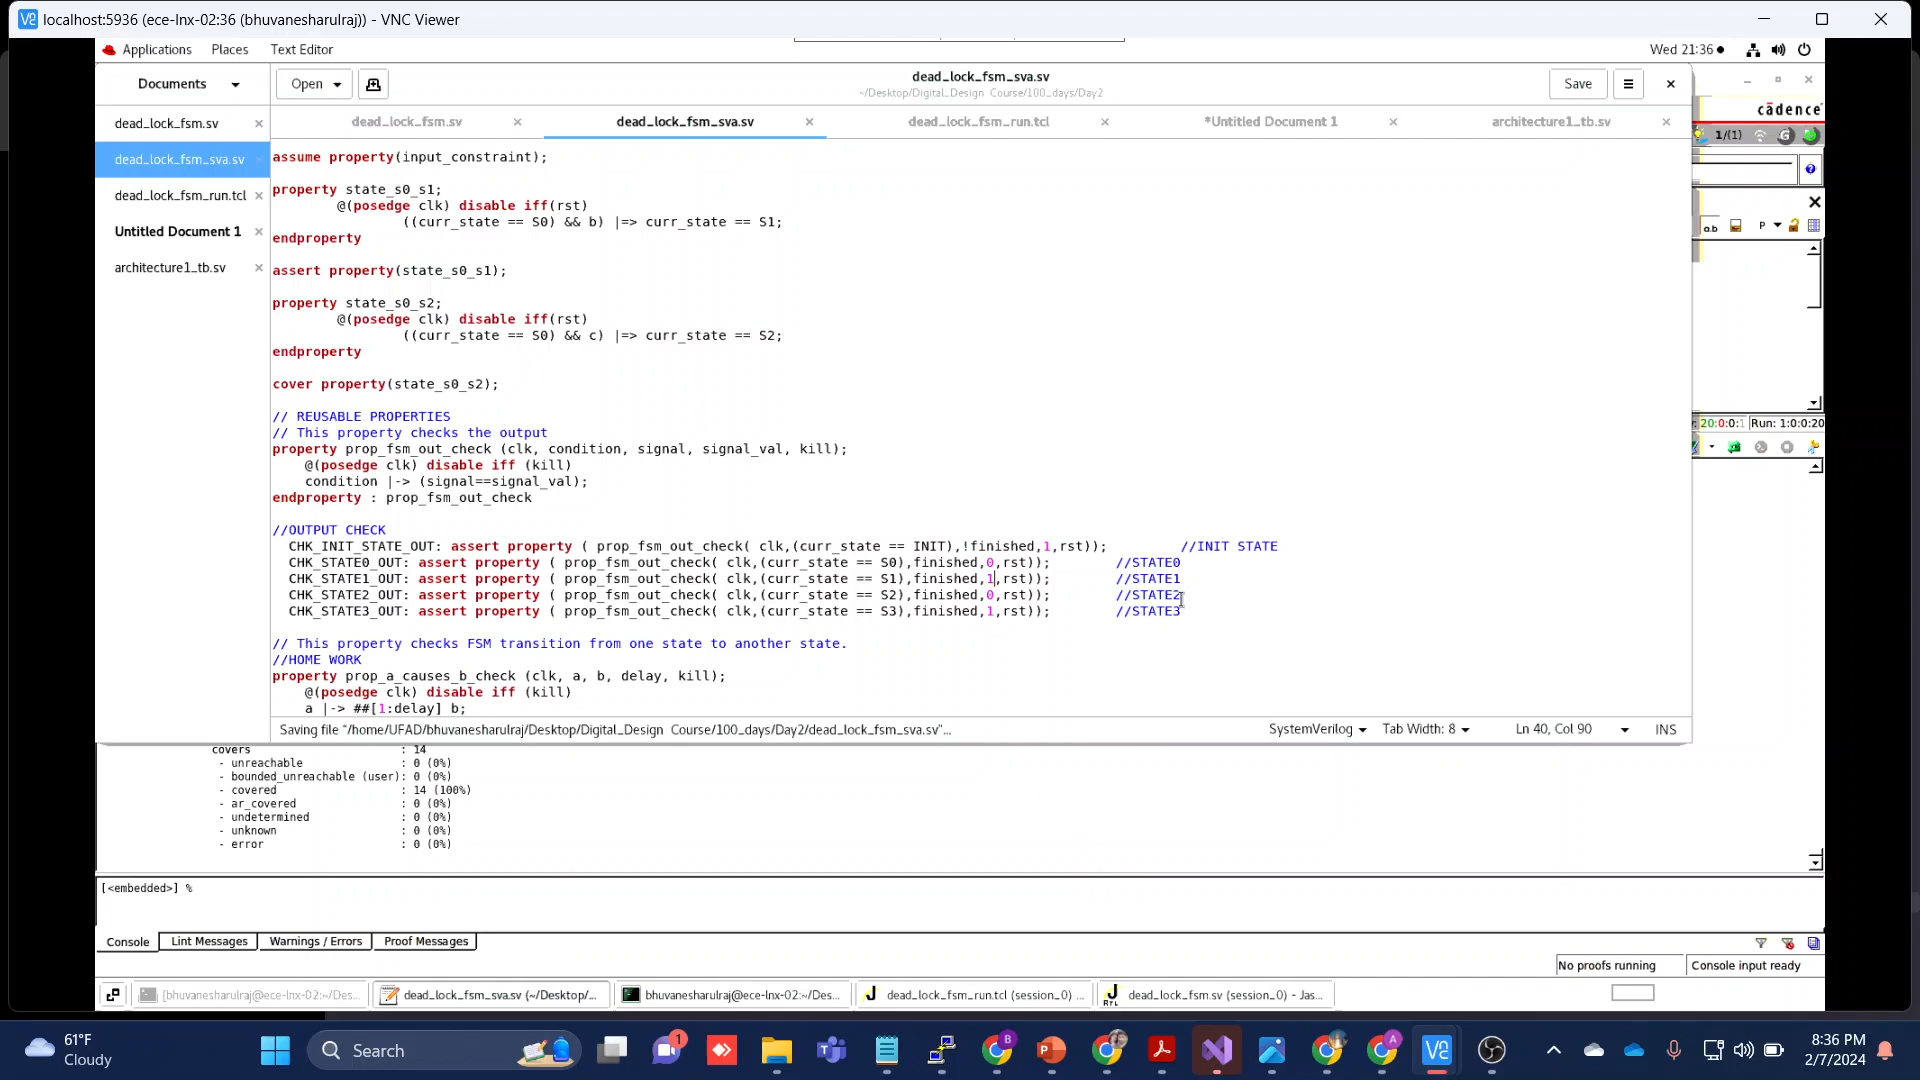 localhost:5936 (ece-lnx-02:36 (bhuvanesharulraj)) - VNC Viewer
Applications Places Text Editor
Wed 21:36
Documents
Open
dead_lock_fsm_sva.sv
~/Desktop/Digital_Design Course/100_days/Day2
Save
cādence
dead_lock_fsm.sv
dead_lock_fsm_sva.sv
dead_lock_fsm_run.tcl
*Untitled Document 1
architecture1_tb.sv
1/(1)
dead_lock_fsm.sv
dead_lock_fsm_sva.sv
dead_lock_fsm_run.tcl
Untitled Document 1
architecture1_tb.sv
assume property(input_constraint);
property state_s0_s1;
@(posedge clk) disable iff(rst)
((curr_state == S0) && b) |=> curr_state == S1;
endproperty
assert property(state_s0_s1);
property state_s0_s2;
@(posedge clk) disable iff(rst)
((curr_state == S0) && c) |=> curr_state == S2;
endproperty
cover property(state_s0_s2);
// REUSABLE PROPERTIES
// This property checks the output
property prop_fsm_out_check (clk, condition, signal, signal_val, kill);
@(posedge clk) disable iff (kill)
condition |-> (signal==signal_val);
endproperty : prop_fsm_out_check
//OUTPUT CHECK
CHK_INIT_STATE_OUT: assert property ( prop_fsm_out_check( clk,(curr_state == INIT),!finished,1,rst)); //INIT STATE
CHK_STATE0_OUT: assert property ( prop_fsm_out_check( clk,(curr_state == S0),finished,0,rst)); //STATE0
CHK_STATE1_OUT: assert property ( prop_fsm_out_check( clk,(curr_state == S1),finished,1,rst)); //STATE1
CHK_STATE2_OUT: assert property ( prop_fsm_out_check( clk,(curr_state == S2),finished,0,rst)); //STATE2
CHK_STATE3_OUT: assert property ( prop_fsm_out_check( clk,(curr_state == S3),finished,1,rst)); //STATE3
// This property checks FSM transition from one state to another state.
//HOME WORK
property prop_a_causes_b_check (clk, a, b, delay, kill);
@(posedge clk) disable iff (kill)
a |-> ##[1:delay] b;
a.b
P
20:0:0:1 Run: 1:0:0:20
Saving file “/home/UFAD/bhuvanesharulraj/Desktop/Digital_Design Course/100_days/Day2/dead_lock_fsm_sva.sv”...
SystemVerilog Tab Width: 8 Ln 40, Col 90 INS
covers : 14
- unreachable : 0 (0%)
- bounded_unreachable (user): 0 (0%)
- covered : 14 (100%)
- ar_covered : 0 (0%)
- undetermined : 0 (0%)
- unknown : 0 (0%)
- error : 0 (0%)
[<embedded>] %
Console Lint Messages Warnings / Errors Proof Messages
No proofs running Console input ready
[bhuvanesharulraj@ece-lnx-02:~/Des...
dead_lock_fsm_sva.sv (~/Desktop/...
bhuvanesharulraj@ece-lnx-02:~/Des...
dead_lock_fsm_run.tcl (session_0) ...
dead_lock_fsm.sv (session_0) - Jas...
61°F
Cloudy
Search
1
8:36 PM
2/7/2024